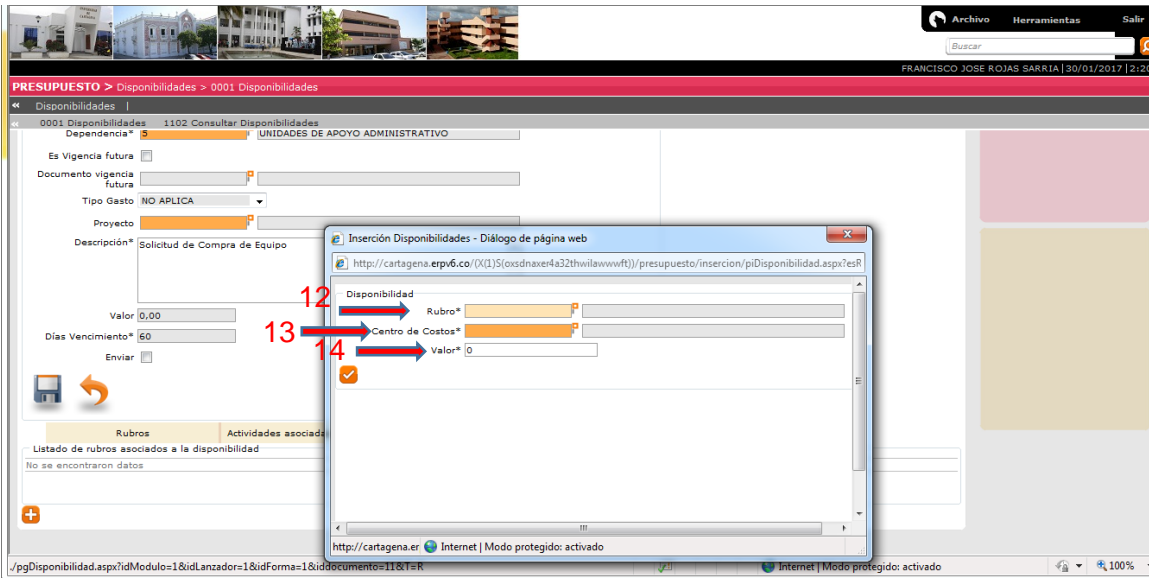 Archivo Herramientas Salir
Buscar
FRANCISCO JOSE ROJAS SARRIA | 30/01/2017 | 2:20
PRESUPUESTO > Disponibilidades > 0001 Disponibilidades
« Disponibilidades |
« 0001 Disponibilidades 1102 Consultar Disponibilidades
Dependencia* 5 UNIDADES DE APOYO ADMINISTRATIVO
Es Vigencia futura
Documento vigencia
futura
Tipo Gasto NO APLICA
Proyecto
Descripción* Solicitud de Compra de Equipo
Valor 0,00
Días Vencimiento* 60
Enviar
Rubros Actividades asociada
Listado de rubros asociados a la disponibilidad
No se encontraron datos
Inserción Disponibilidades - Diálogo de página web
http://cartagena.erpv6.co/(X(1)S(oxsdnaxer4a32thwilawwwft))/presupuesto/insercion/piDisponibilidad.aspx?esR
Disponibilidad
12 Rubro*
13 Centro de Costos*
14 Valor* 0
http://cartagena.er Internet | Modo protegido: activado
./pgDisponibilidad.aspx?idModulo=1&idLanzador=1&idForma=1&iddocumento=11&T=R Internet | Modo protegido: activado 100%